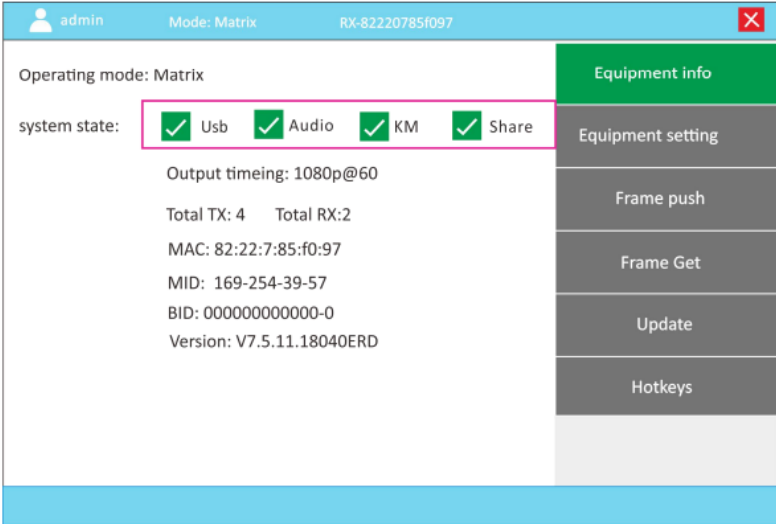 admin Mode: Matrix RX-82220785f097
Operating mode: Matrix
system state: Usb Audio KM Share
Output timeing: 1080p@60
Total TX: 4 Total RX:2
MAC: 82:22:7:85:f0:97
MID: 169-254-39-57
BID: 000000000000-0
Version: V7.5.11.18040ERD
Equipment info
Equipment setting
Frame push
Frame Get
Update
Hotkeys